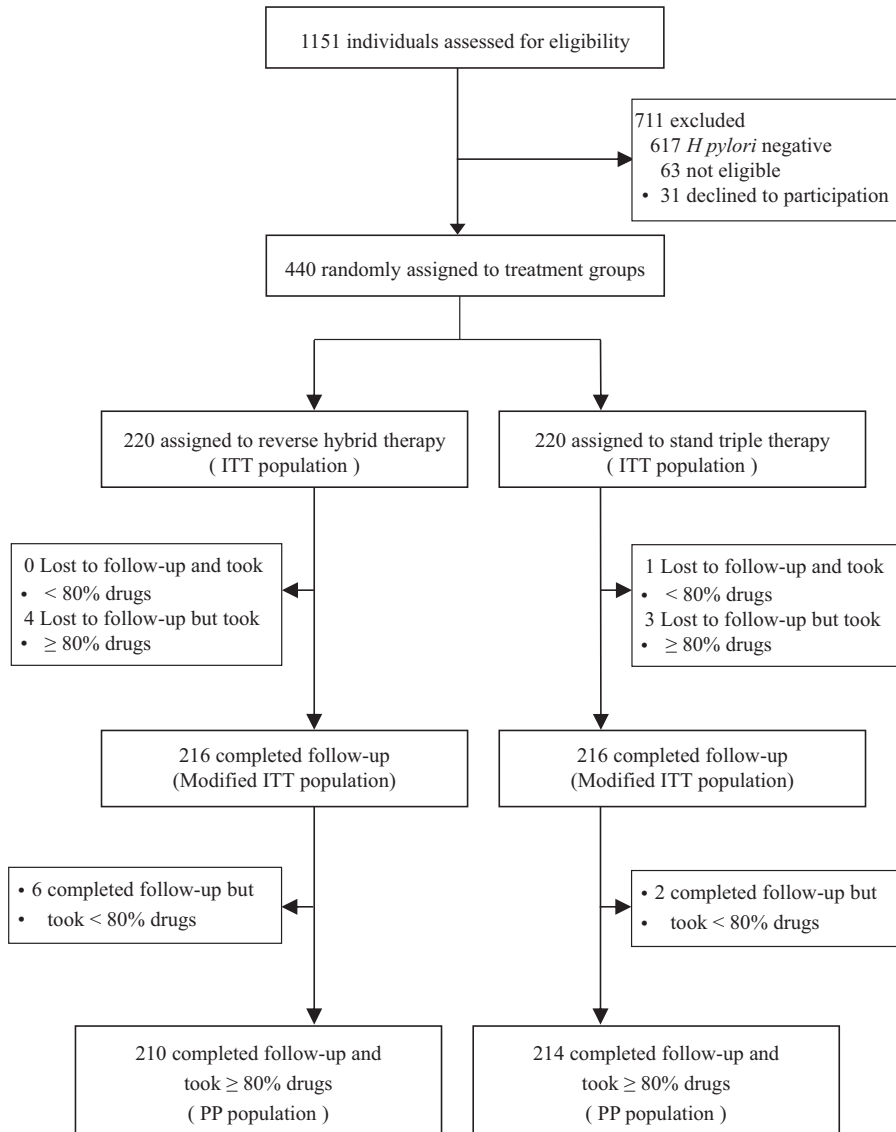 1151 individuals assessed for eligibility
711 excluded
617 H pylori negative
63 not eligible
• 31 declined to participation
440 randomly assigned to treatment groups
220 assigned to reverse hybrid therapy
( ITT population )
220 assigned to stand triple therapy
( ITT population )
0 Lost to follow-up and took
• < 80% drugs
4 Lost to follow-up but took
• ≥ 80% drugs
1 Lost to follow-up and took
• < 80% drugs
3 Lost to follow-up but took
• ≥ 80% drugs
216 completed follow-up
(Modified ITT population)
216 completed follow-up
(Modified ITT population)
• 6 completed follow-up but
• took < 80% drugs
• 2 completed follow-up but
• took < 80% drugs
210 completed follow-up and
took ≥ 80% drugs
( PP population )
214 completed follow-up and
took ≥ 80% drugs
( PP population )